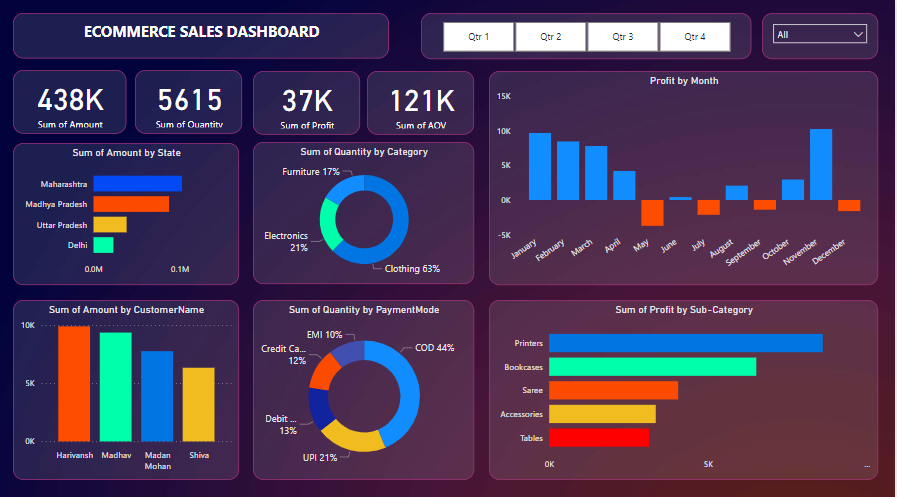 ECOMMERCE SALES DASHBOARD
Qtr 1
Qtr 2
Qtr 3
Qtr 4
All
438K
Sum of Amount
5615
Sum of Quantity
37K
Sum of Profit
121K
Sum of AOV
Profit by Month
15K
10K
5K
0K
-5K
January
February
March
April
May
June
July
August
September
October
November
December
Sum of Amount by State
Maharashtra
Madhya Pradesh
Uttar Pradesh
Delhi
0.0M
0.1M
Sum of Quantity by Category
Furniture 17%
Electronics
21%
Clothing 63%
Sum of Amount by CustomerName
10K
5K
0K
Harivansh
Madhav
Madan
Mohan
Shiva
Sum of Quantity by PaymentMode
EMI 10%
COD 44%
Credit Ca...
12%
Debit ...
13%
UPI 21%
Sum of Profit by Sub-Category
Printers
Bookcases
Saree
Accessories
Tables
0K
5K
...